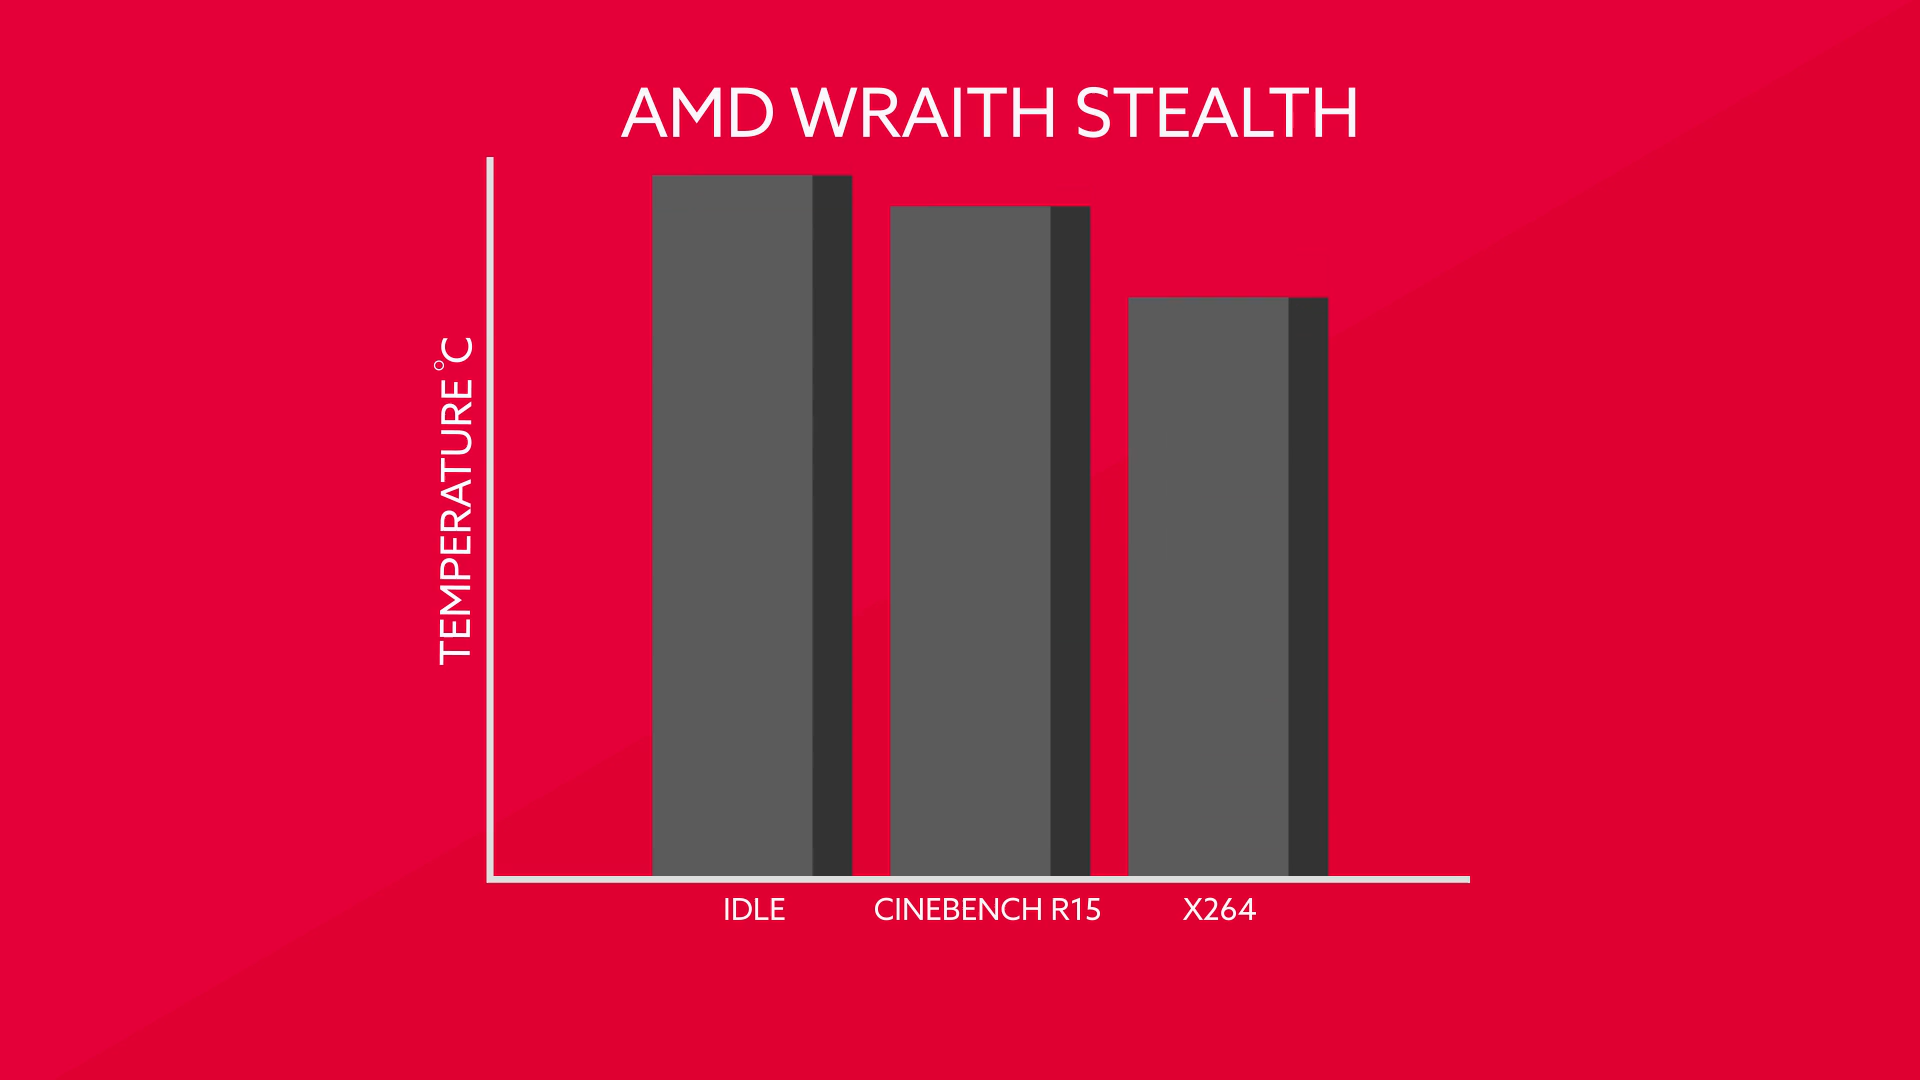 AMD WRAITH STEALTH
TEMPERATURE °C
IDLE
CINEBENCH R15
X264